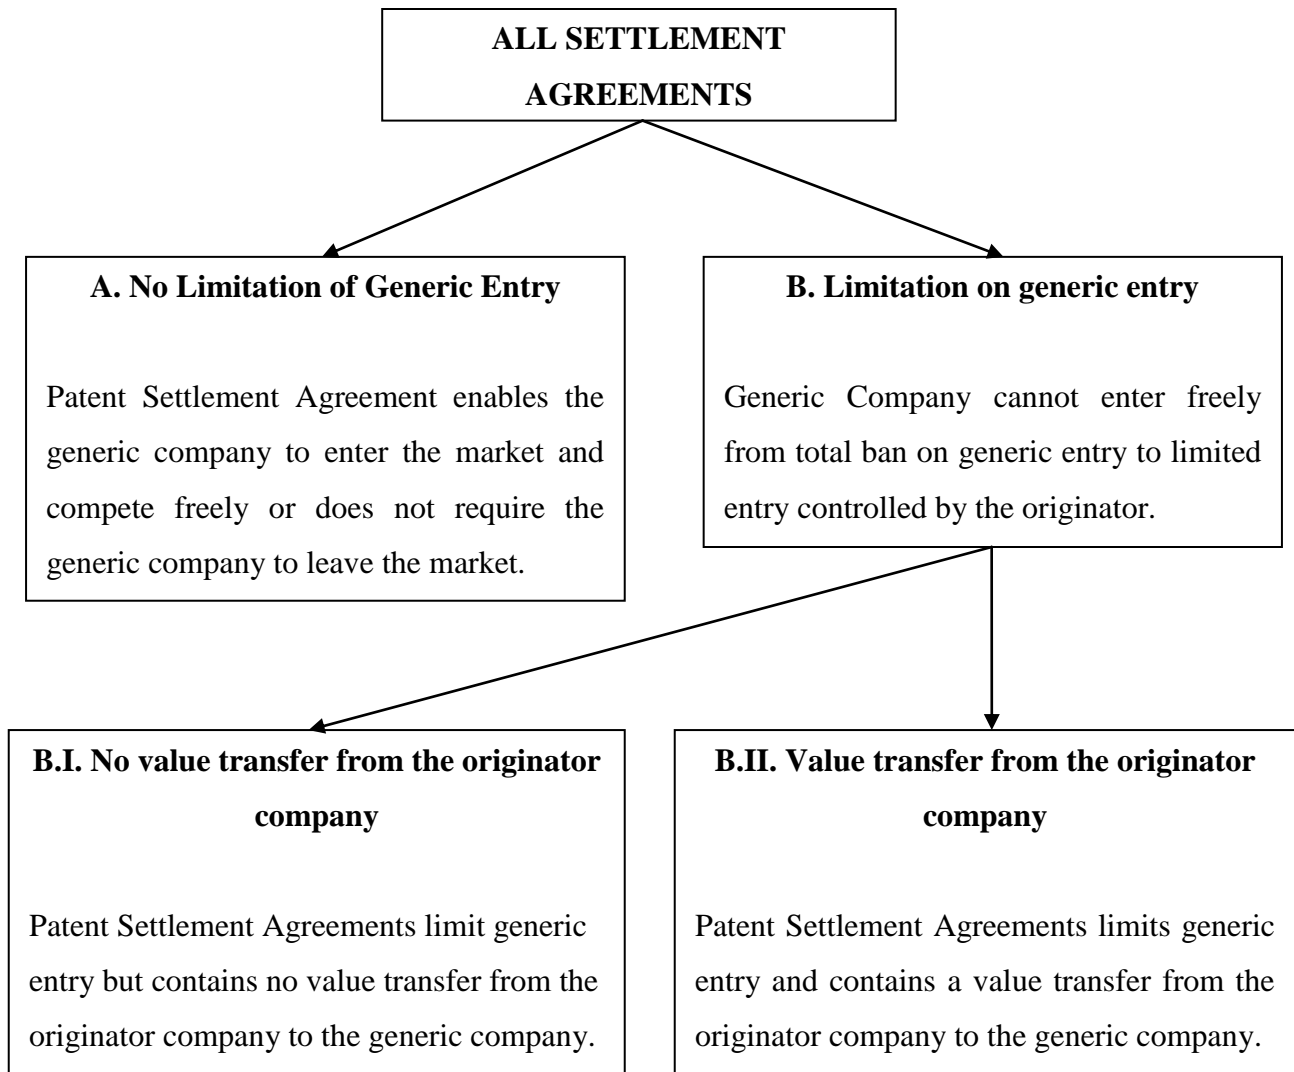 ALL SETTLEMENT
AGREEMENTS
A. No Limitation of Generic Entry
Patent Settlement Agreement enables the
generic company to enter the market and
compete freely or does not require the
generic company to leave the market.
B. Limitation on generic entry
Generic Company cannot enter freely
from total ban on generic entry to limited
entry controlled by the originator.
B.I. No value transfer from the originator
company
Patent Settlement Agreements limit generic
entry but contains no value transfer from the
originator company to the generic company.
B.II. Value transfer from the originator
company
Patent Settlement Agreements limits generic
entry and contains a value transfer from the
originator company to the generic company.